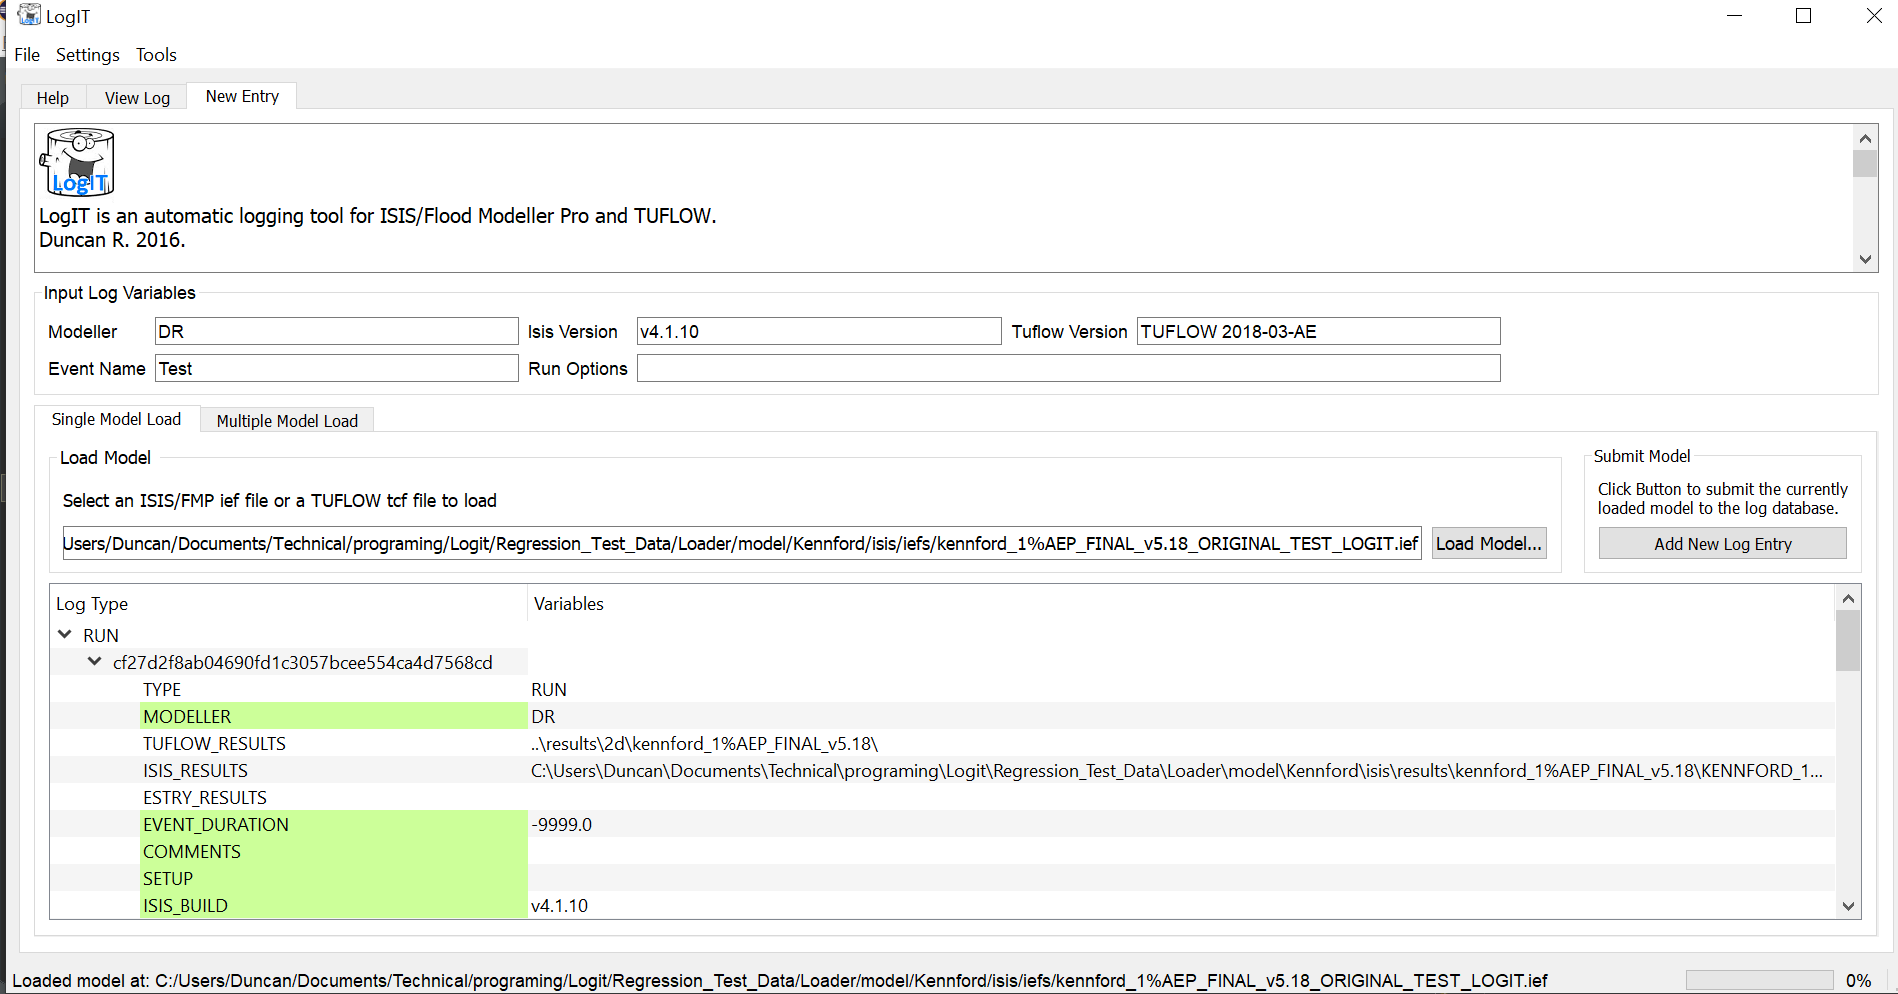 LogIT
File Settings Tools
Help View Log New Entry
LogIT
LogIT is an automatic logging tool for ISIS/Flood Modeller Pro and TUFLOW.
Duncan R. 2016.
Input Log Variables
Modeller DR Isis Version v4.1.10 Tuflow Version TUFLOW 2018-03-AE
Event Name Test Run Options
Single Model Load Multiple Model Load
Load Model
Select an ISIS/FMP ief file or a TUFLOW tcf file to load
Users/Duncan/Documents/Technical/programing/Logit/Regression_Test_Data/Loader/model/Kennford/isis/iefs/kennford_1%AEP_FINAL_v5.18_ORIGINAL_TEST_LOGIT.ief Load Model...
Submit Model
Click Button to submit the currently
loaded model to the log database.
Add New Log Entry
Log Type Variables
RUN
cf27d2f8ab04690fd1c3057bcee554ca4d7568cd
TYPE RUN
MODELLER DR
TUFLOW_RESULTS ..\results\2d\kennford_1%AEP_FINAL_v5.18\
ISIS_RESULTS C:\Users\Duncan\Documents\Technical\programing\Logit\Regression_Test_Data\Loader\model\Kennford\isis\results\kennford_1%AEP_FINAL_v5.18\KENNFORD_1...
ESTRY_RESULTS
EVENT_DURATION -9999.0
COMMENTS
SETUP
ISIS_BUILD v4.1.10
Loaded model at: C:/Users/Duncan/Documents/Technical/programing/Logit/Regression_Test_Data/Loader/model/Kennford/isis/iefs/kennford_1%AEP_FINAL_v5.18_ORIGINAL_TEST_LOGIT.ief 0%